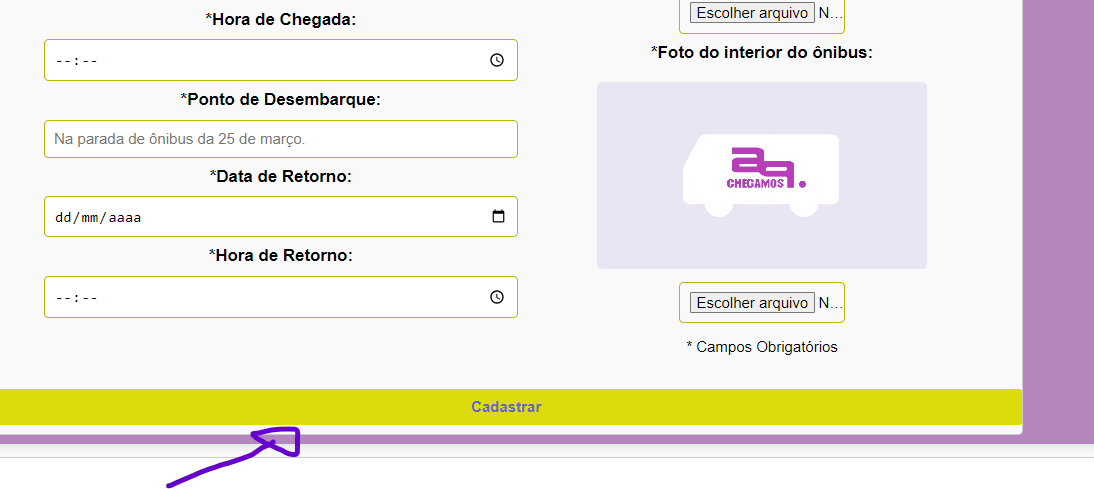 *Hora de Chegada:
--:--
*Ponto de Desembarque:
Na parada de ônibus da 25 de março.
*Data de Retorno:
dd/mm/aaaa
*Hora de Retorno:
--:--
Escolher arquivo N...
*Foto do interior do ônibus:
aq.
CHEGAMOS
Escolher arquivo N...
* Campos Obrigatórios
Cadastrar